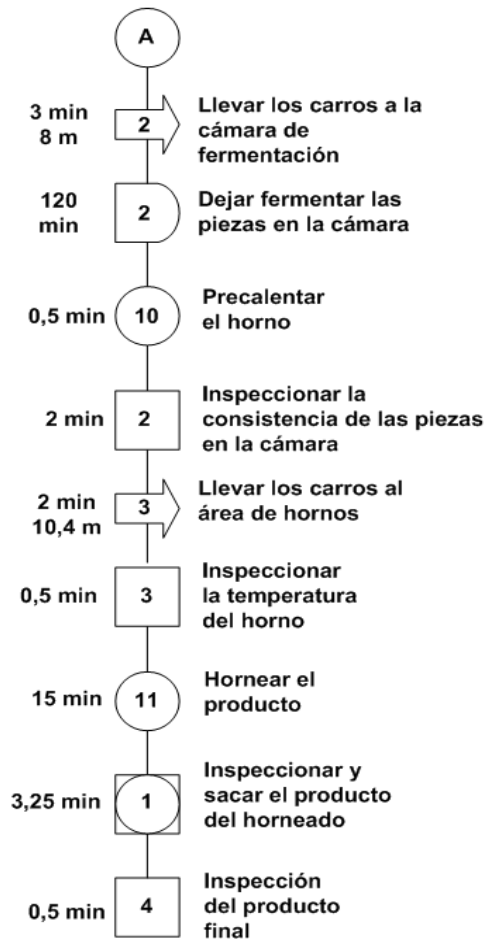 A
3 min
8 m
2
Llevar los carros a la
cámara de
fermentación
120
min
2
Dejar fermentar las
piezas en la cámara
0,5 min
10
Precalentar
el horno
2 min
2
Inspeccionar la
consistencia de las piezas
en la cámara
2 min
10,4 m
3
Llevar los carros al
área de hornos
0,5 min
3
Inspeccionar
la temperatura
del horno
15 min
11
Hornear el
producto
3,25 min
1
Inspeccionar y
sacar el producto
del horneado
0,5 min
4
Inspección
del producto
final